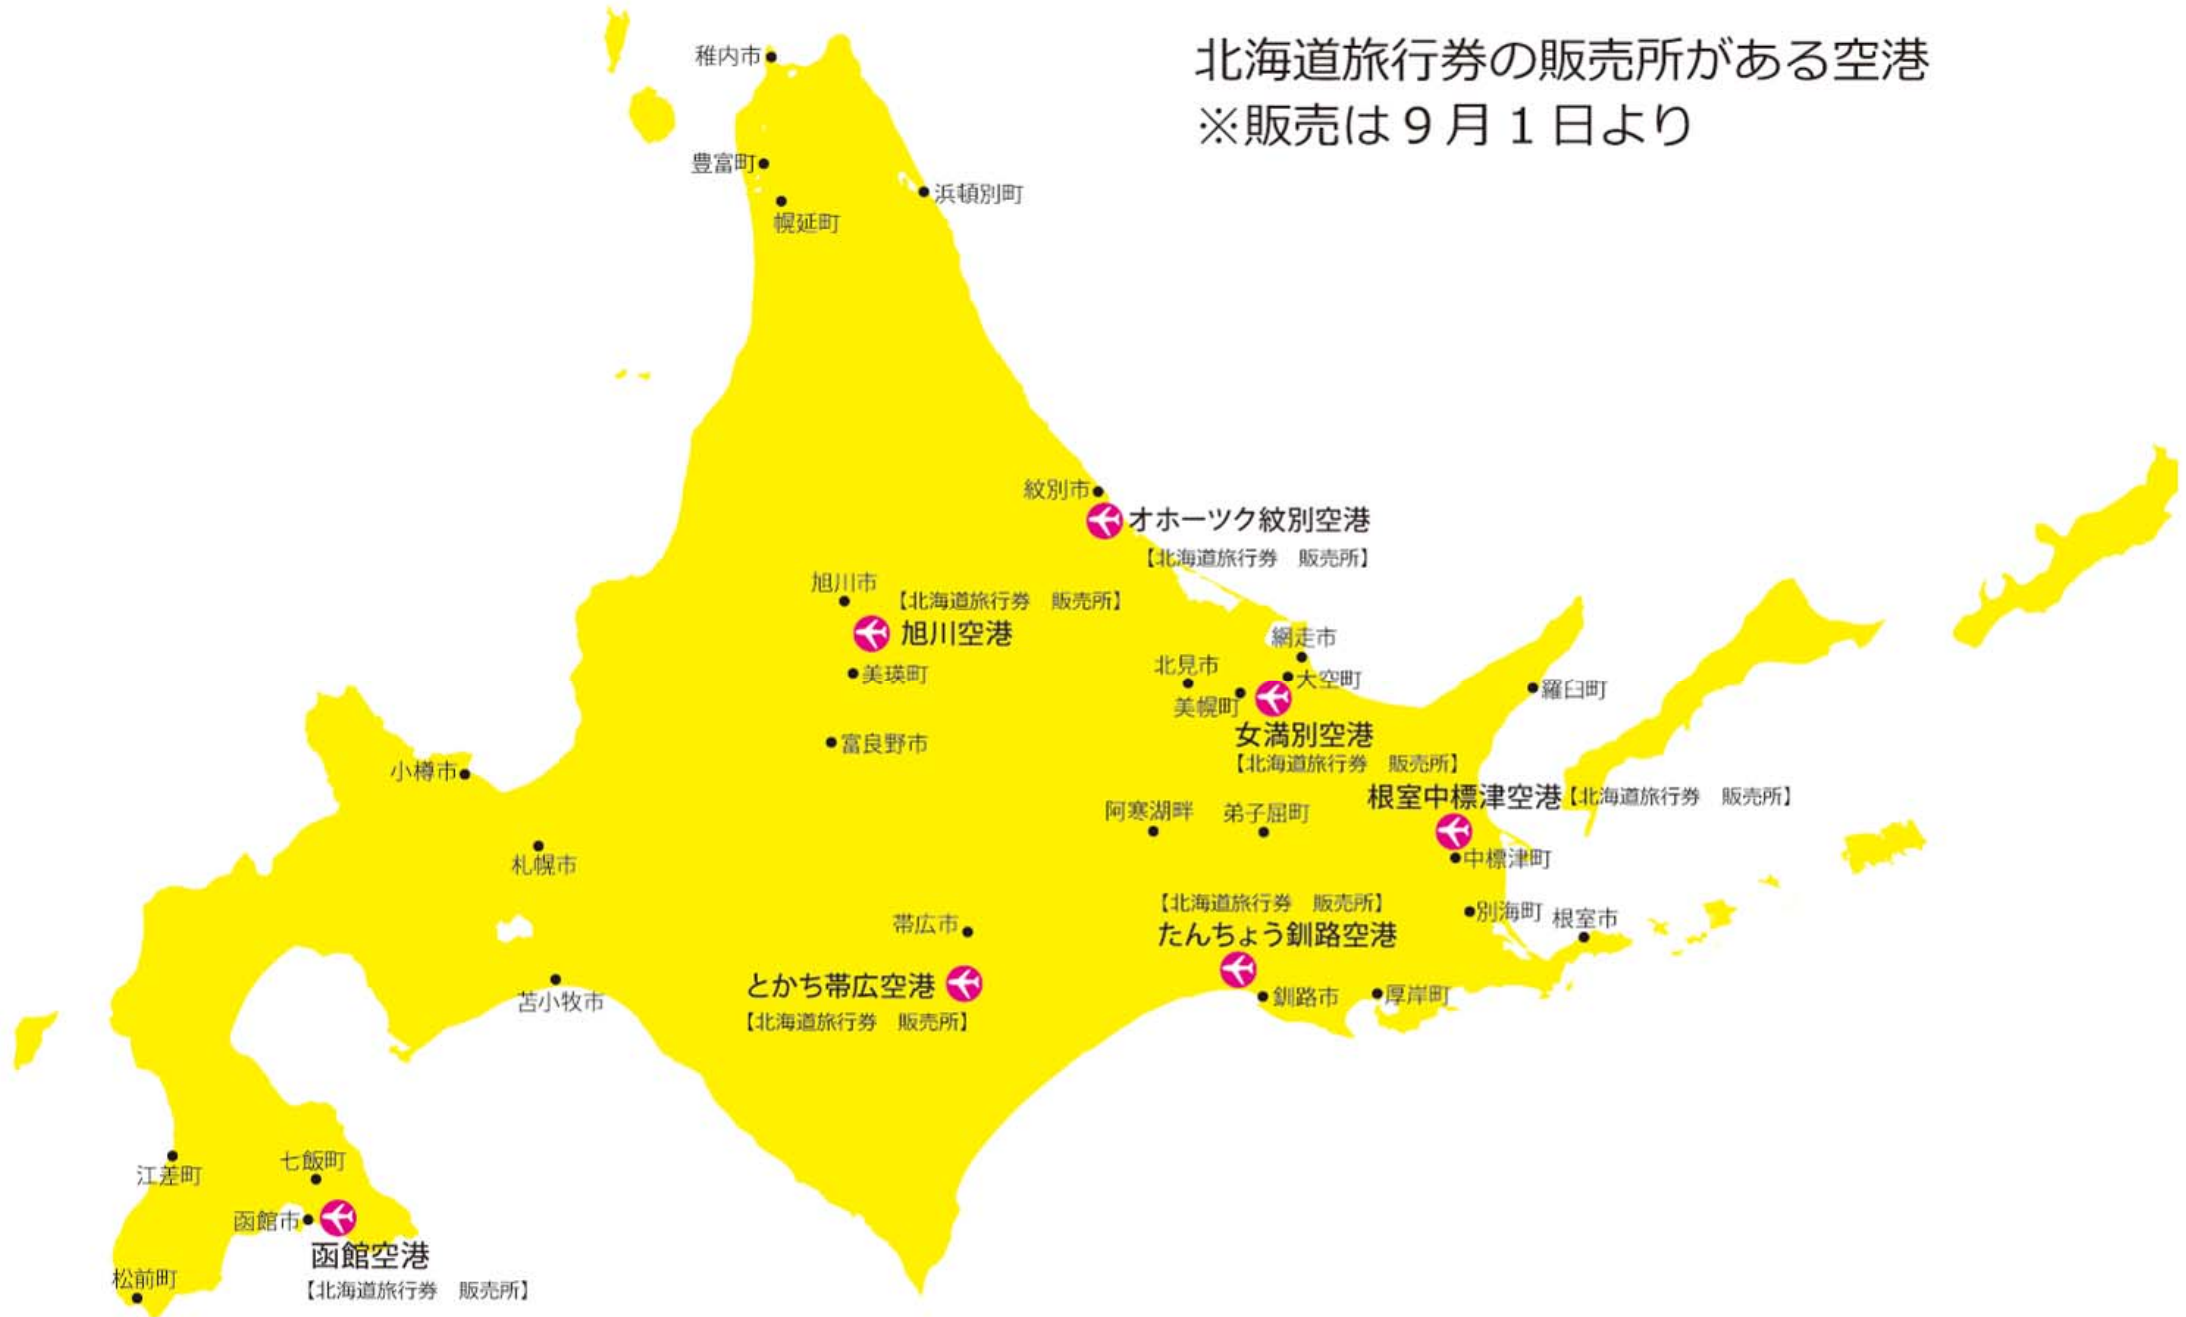 北海道旅行券の販売所がある空港
※販売は９月１日より
稚内市
豊富町
幌延町
浜頓別町
紋別市
オホーツク紋別空港
【北海道旅行券　販売所】
旭川市
【北海道旅行券　販売所】
旭川空港
美瑛町
富良野市
網走市
北見市
大空町
美幌町
女満別空港
【北海道旅行券　販売所】
羅臼町
根室中標津空港【北海道旅行券　販売所】
中標津町
小樽市
札幌市
阿寒湖畔
弟子屈町
別海町
根室市
【北海道旅行券　販売所】
たんちょう釧路空港
釧路市
厚岸町
帯広市
とかち帯広空港
【北海道旅行券　販売所】
苫小牧市
江差町
七飯町
函館市
函館空港
【北海道旅行券　販売所】
松前町